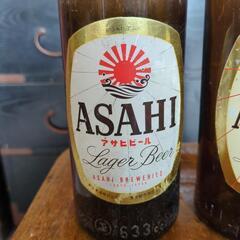 ASAHI
アサヒビール
Lager Beer
ASAHI BREWERIES
633